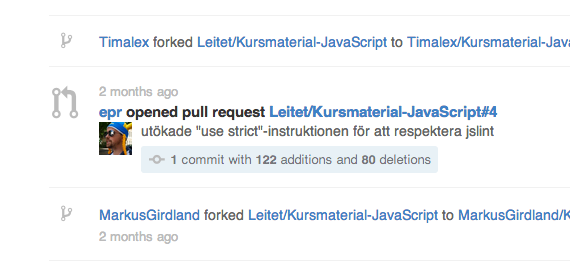 Timalex forked Leitet/Kursmaterial-JavaScript to Timalex/Kursmaterial-Jav
2 months ago
epr opened pull request Leitet/Kursmaterial-JavaScript#4
utökade "use strict"-instruktionen för att respektera jslint
1 commit with 122 additions and 80 deletions
MarkusGirdland forked Leitet/Kursmaterial-JavaScript to MarkusGirdland/K
2 months ago